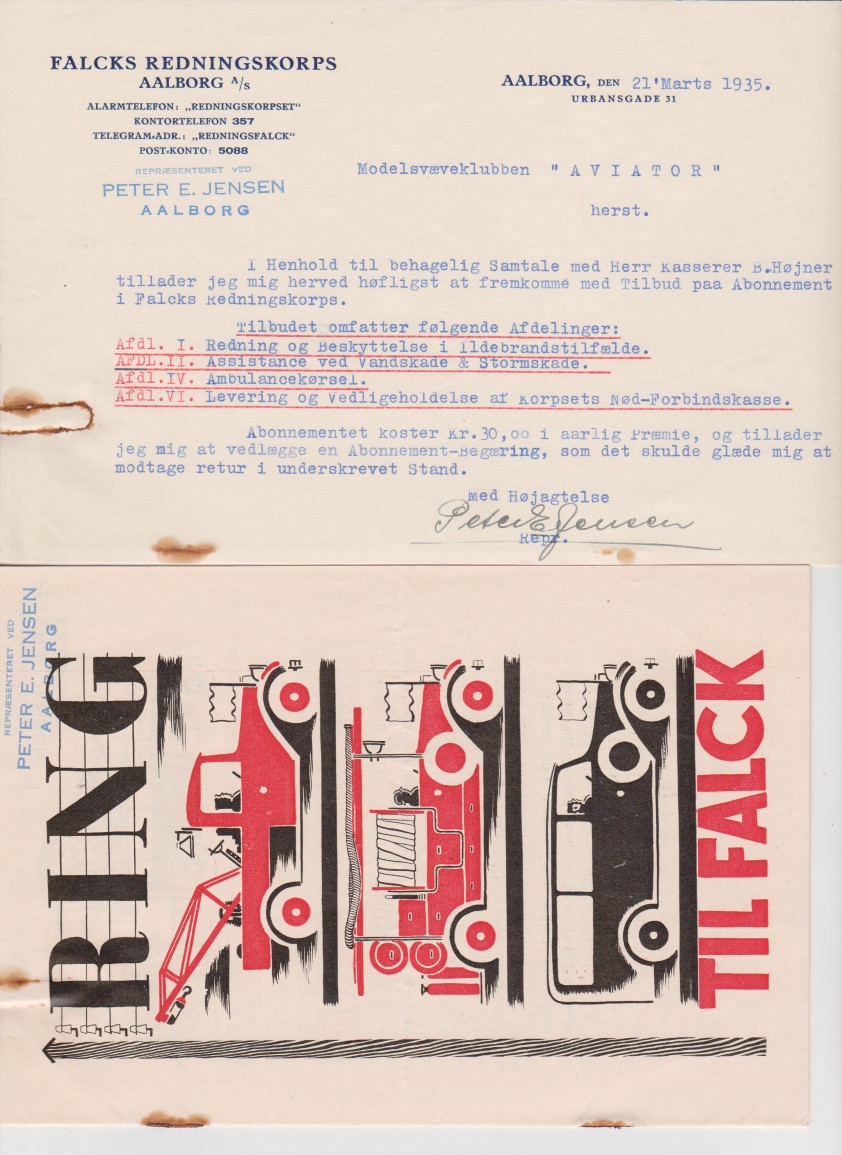 FALCKS REDNINGSKORPS
AALBORG A/S
ALARMTELEFON: „REDNINGSKORPSET"
KONTORTELEFON 357
TELEGRAM-ADR.: „REDNINGSFALCK"
POST-KONTO: 5088
REPRÆSENTERET VED
PETER E. JENSEN
AALBORG
AALBORG, DEN 21'Marts 1935.
URBANSGADE 31
Modelsvæveklubben "AVIATOR"
herst.
I Henhold til behagelig Samtale med Herr Kasserer B.Højner
tillader jeg mig herved høfligst at fremkomme med Tilbud paa Abonnement
i Falcks Redningskorps.
Tilbudet omfatter følgende Afdelinger:
Afdl. I. Redning og Beskyttelse i Ildebrandstilfælde.
AFDL.II. Assistance ved Vandskade & Stormskade.
Afdl.IV. Ambulancekørsel.
Afdl.VI. Levering og Vedligeholdelse af Korpsets Nød-Forbindskasse.
Abonnementet koster Kr.30,00 i aarlig Præmie, og tillader
jeg mig at vedlægge en Abonnement-Begæring, som det skulde glæde mig at
modtage retur i underskrevet Stand.
med Højagtelse
Peter E Jensen
Repr.
REPRÆSENTERET VED
PETER E. JENSEN
AALBORG
RING
TIL FALCK